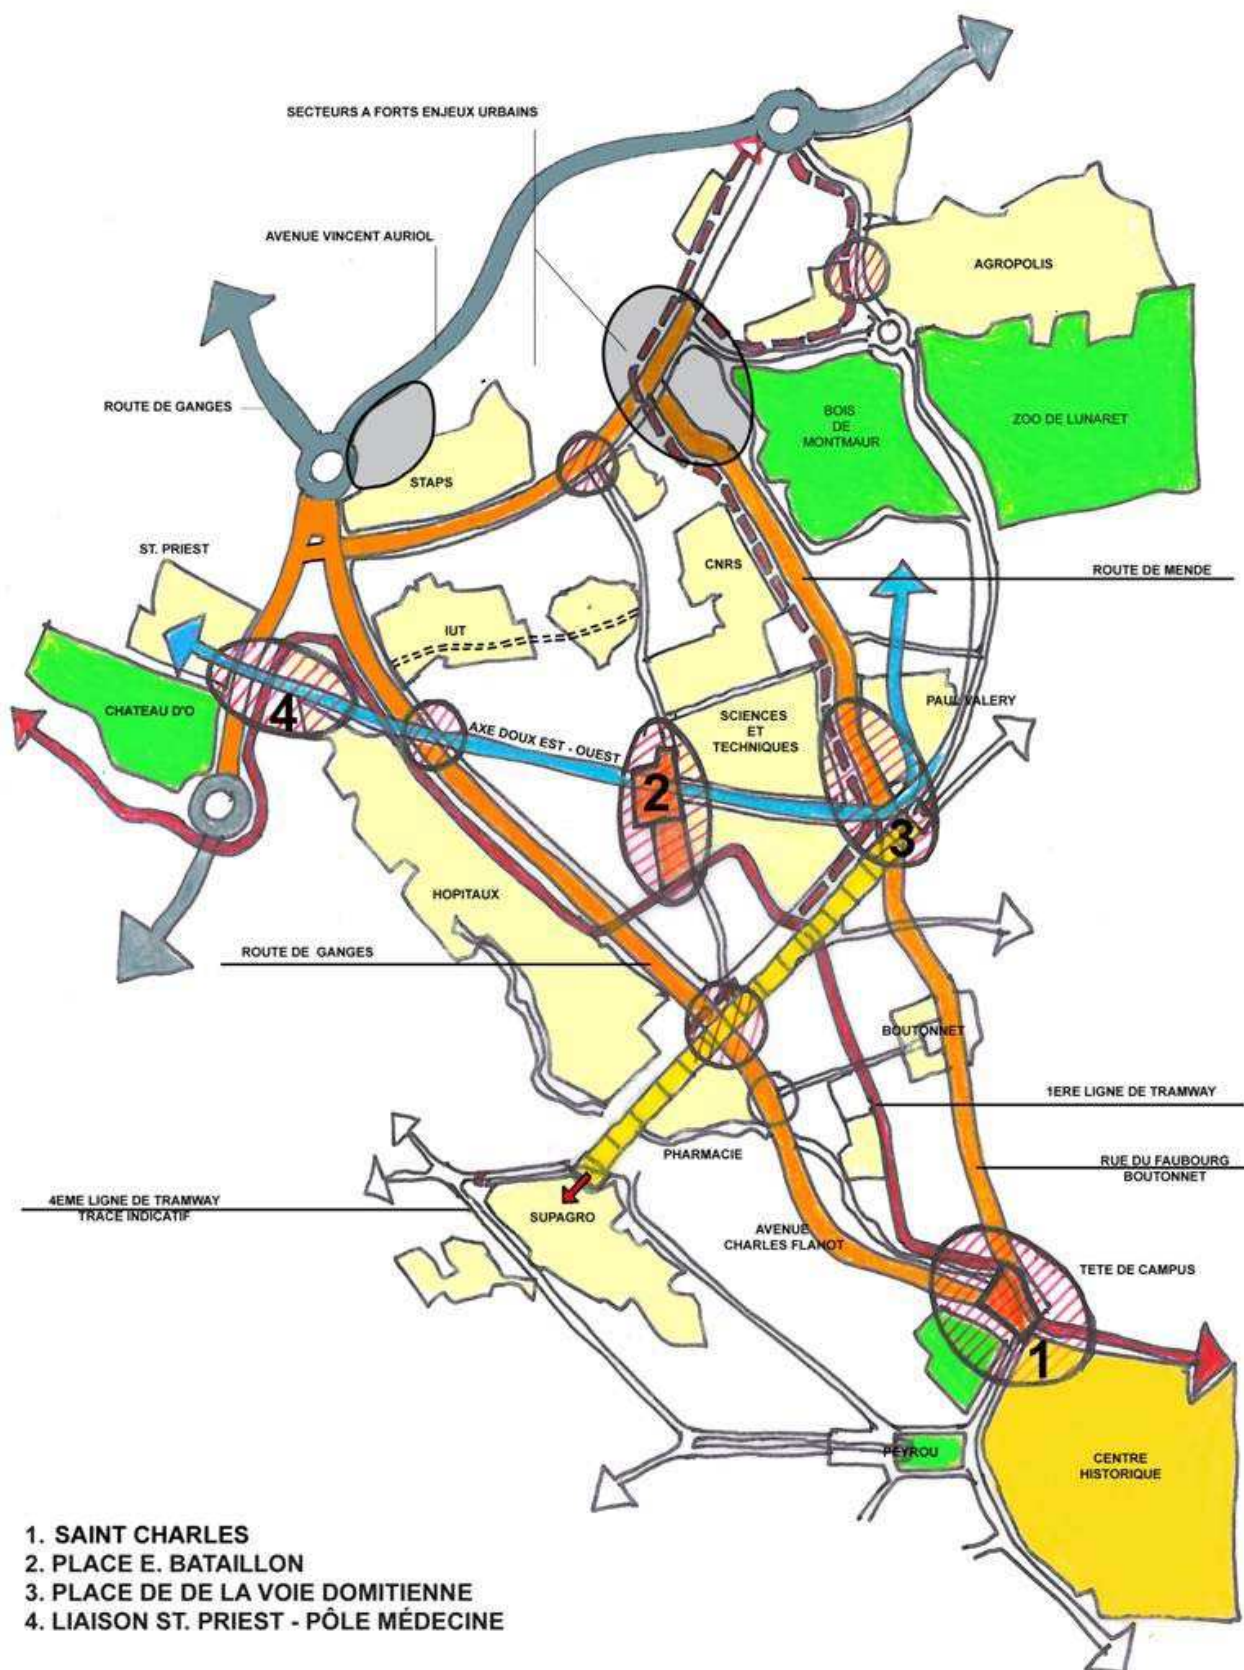 SECTEURS A FORTS ENJEUX URBAINS
AVENUE VINCENT AURIOL
AGROPOLIS
ROUTE DE GANGES
BOIS
DE
MONTMAUR
ZOO DE LUNARET
STAPS
ST. PRIEST
CNRS
ROUTE DE MENDE
IUT
CHATEAU D'O
4
AXE DOUX EST - OUEST
SCIENCES
ET
TECHNIQUES
PAUL VALERY
2
3
HOPITAUX
ROUTE DE GANGES
BOUTONNET
1ERE LIGNE DE TRAMWAY
PHARMACIE
RUE DU FAUBOURG
BOUTONNET
4EME LIGNE DE TRAMWAY
TRACE INDICATIF
SUPAGRO
AVENUE
CHARLES FLAHOT
TETE DE CAMPUS
1
PEYROU
CENTRE
HISTORIQUE
1. SAINT CHARLES
2. PLACE E. BATAILLON
3. PLACE DE DE LA VOIE DOMITIENNE
4. LIAISON ST. PRIEST - PÔLE MÉDECINE